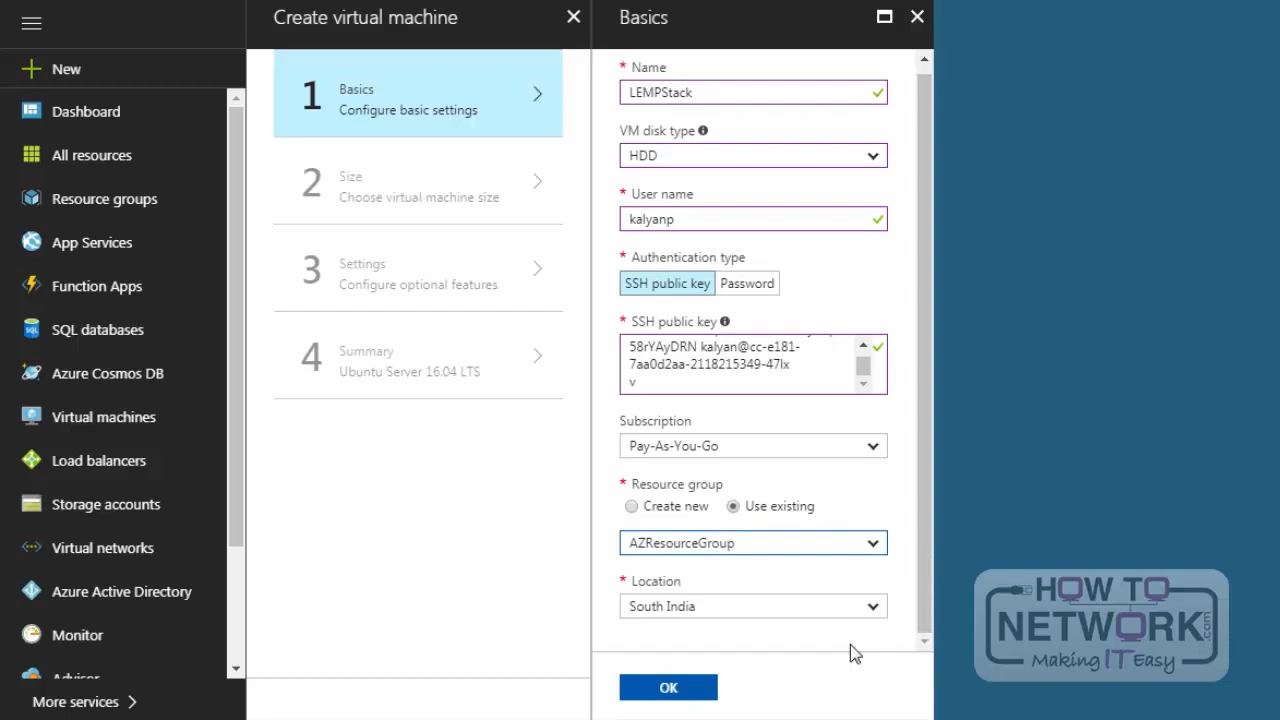 New
Dashboard
All resources
Resource groups
App Services
Function Apps
SQL databases
Azure Cosmos DB
Virtual machines
Load balancers
Storage accounts
Virtual networks
Azure Active Directory
Monitor
Advisor
More services
Create virtual machine
1
Basics
Configure basic settings
2
Size
Choose virtual machine size
3
Settings
Configure optional features
4
Summary
Ubuntu Server 16.04 LTS
Basics
* Name
LEMPStack
VM disk type
HDD
* User name
kalyanp
* Authentication type
SSH public key Password
* SSH public key
58rYAyDRN kalyan@cc-e181-
7aa0d2aa-2118215349-47lx
v
Subscription
Pay-As-You-Go
* Resource group
Create new Use existing
AZResourceGroup
* Location
South India
OK
HOW TO
NETWORK.com
Making IT Easy